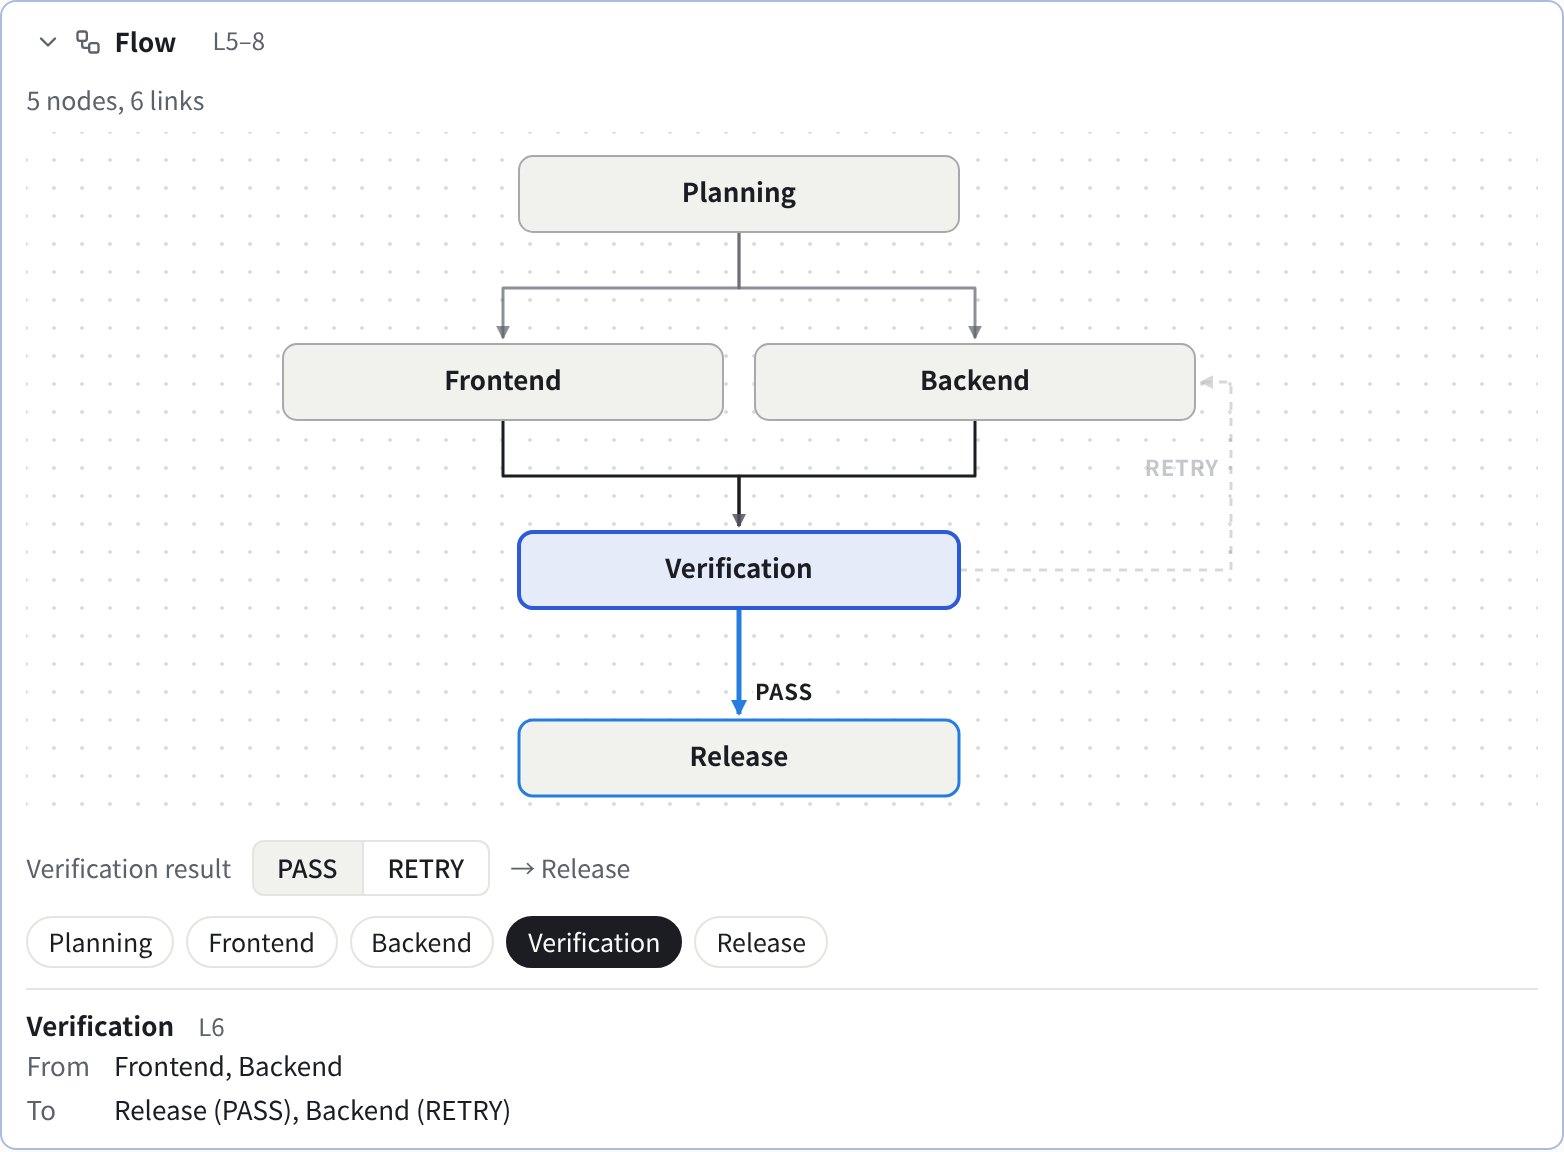 Flow L5–8
5 nodes, 6 links
Planning
Frontend Backend
RETRY
Verification
PASS
Release
Verification result PASS RETRY → Release
Planning Frontend Backend Verification Release
Verification L6
From Frontend, Backend
To Release (PASS), Backend (RETRY)